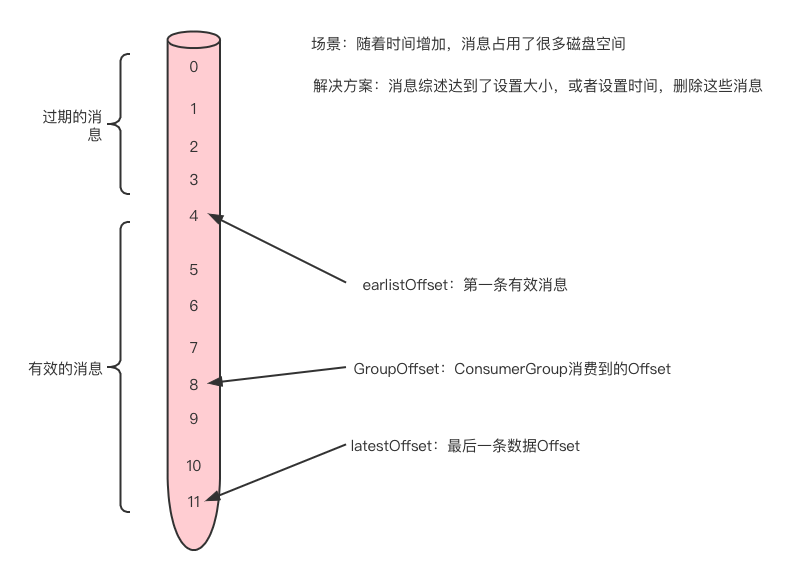 场景：随着时间增加，消息占用了很多磁盘空间
解决方案：消息综述达到了设置大小，或者设置时间，删除这些消息
0
1
过期的消
息
2
3
4
5
earlistOffset：第一条有效消息
6
7
有效的消息
GroupOffset：ConsumerGroup消费到的Offset
8
9
latestOffset：最后一条数据Offset
10
11